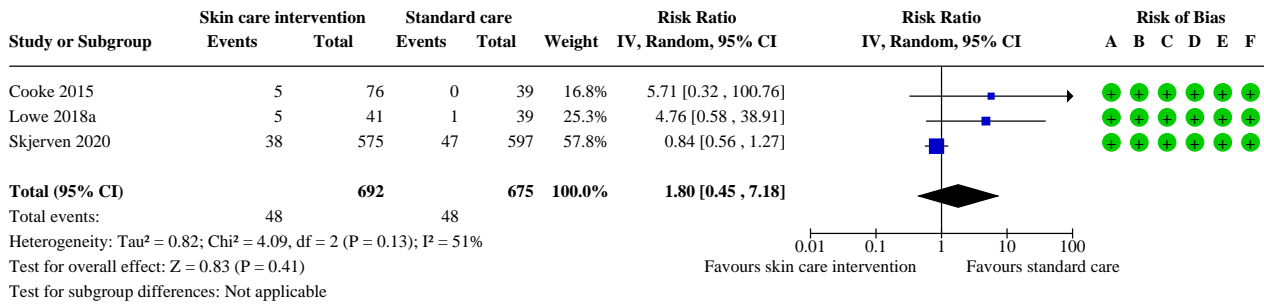 Skin care intervention Standard care Risk Ratio Risk Ratio Risk of Bias
Study or Subgroup Events Total Events Total Weight IV, Random, 95% CI IV, Random, 95% CI A B C D E F
Cooke 2015 5 76 0 39 16.8% 5.71 [0.32 , 100.76] + + + + + +
Lowe 2018a 5 41 1 39 25.3% 4.76 [0.58 , 38.91] + + + + + +
Skjerven 2020 38 575 47 597 57.8% 0.84 [0.56 , 1.27] + + + + + +
Total (95% CI) 692 675 100.0% 1.80 [0.45 , 7.18]
Total events: 48 48
Heterogeneity: Tau² = 0.82; Chi² = 4.09, df = 2 (P = 0.13); I² = 51%
0.01 0.1 1 10 100
Test for overall effect: Z = 0.83 (P = 0.41)
Favours skin care intervention Favours standard care
Test for subgroup differences: Not applicable